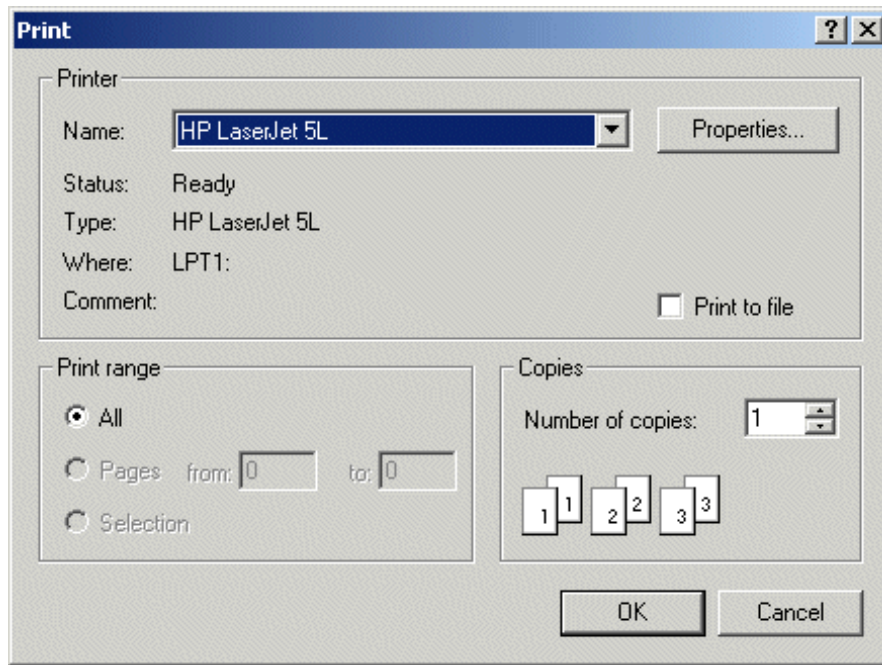 Print
Printer
Name: HP LaserJet 5L Properties...
Status: Ready
Type: HP LaserJet 5L
Where: LPT1:
Comment: Print to file
Print range
All
Pages from: 0 to: 0
Selection
Copies
Number of copies: 1
1 1 2 2 3 3
OK Cancel